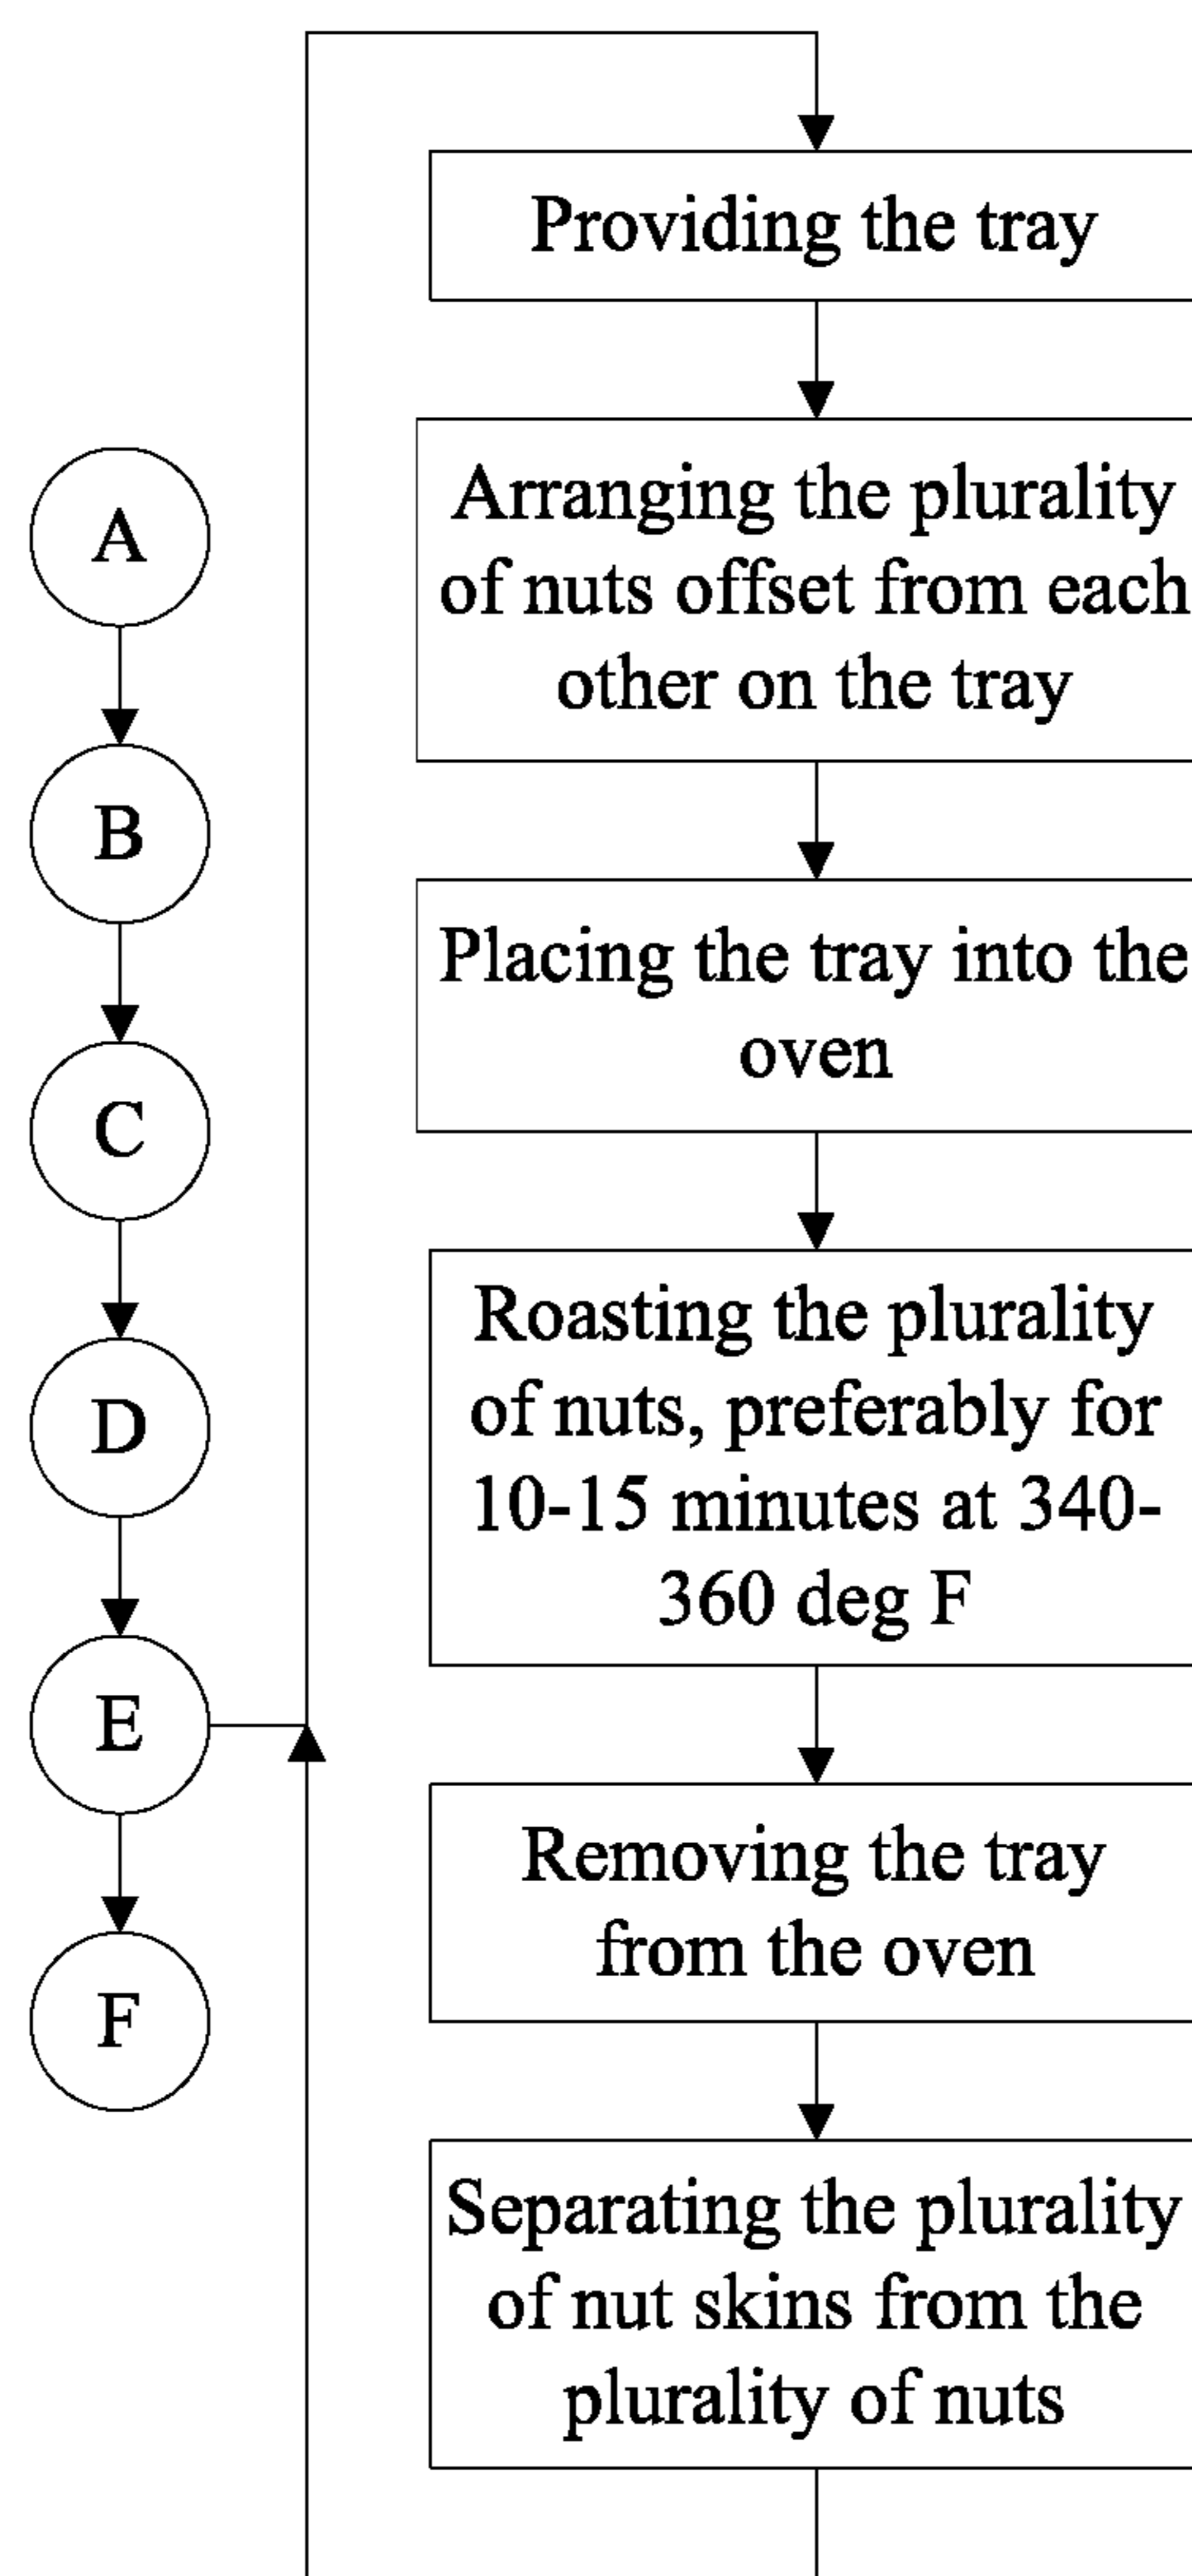 A
B
C
D
E
F
Providing the tray
Arranging the plurality
of nuts offset from each
other on the tray
Placing the tray into the
oven
Roasting the plurality
of nuts, preferably for
10-15 minutes at 340-
360 deg F
Removing the tray
from the oven
Separating the plurality
of nut skins from the
plurality of nuts